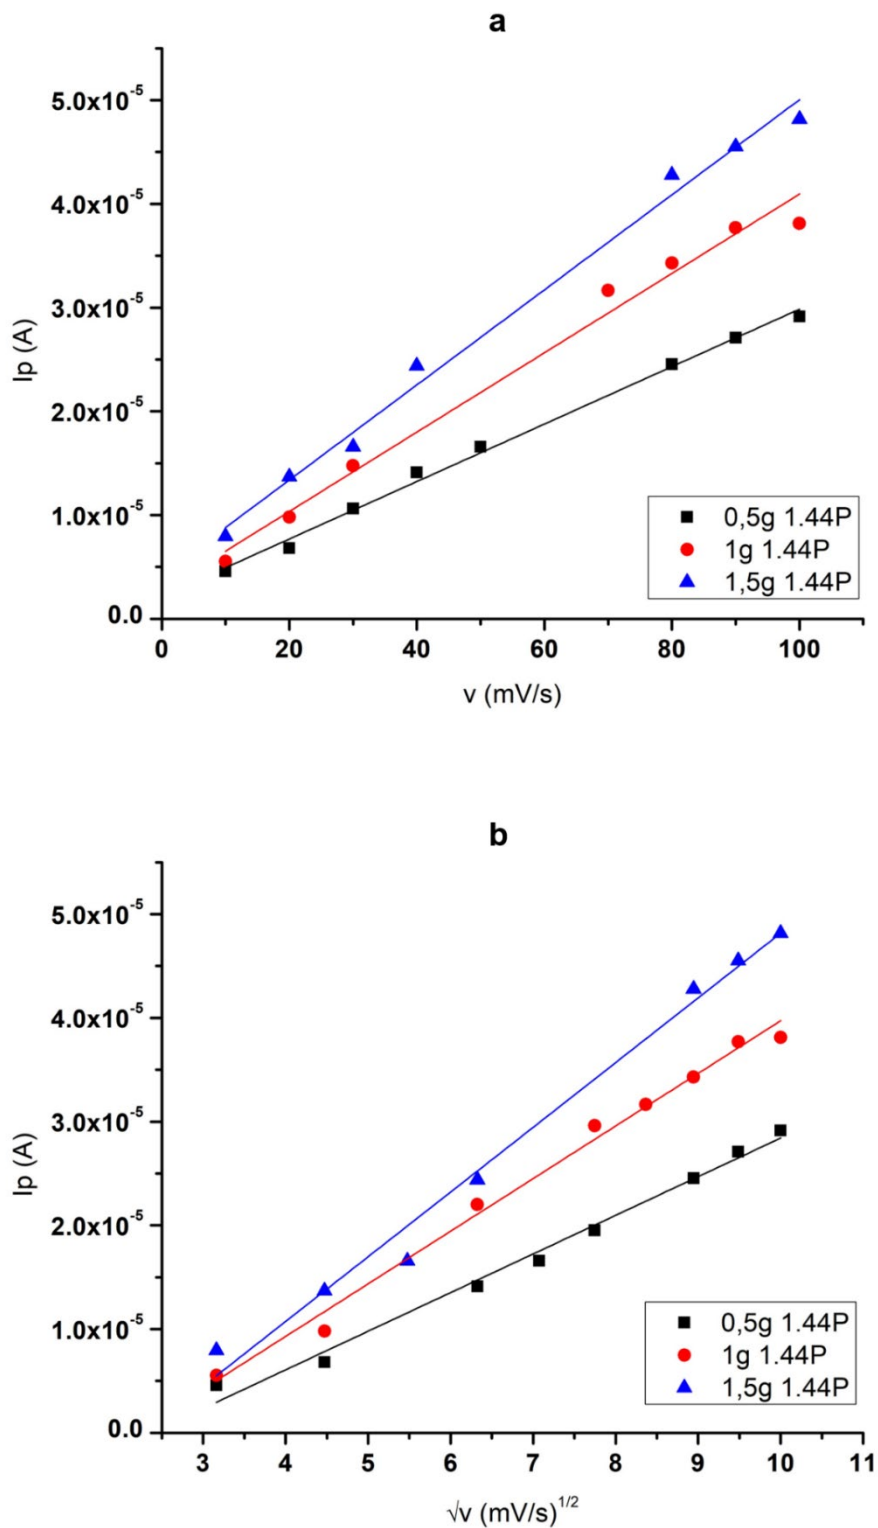 a
5.0x10⁻⁵
4.0x10⁻⁵
3.0x10⁻⁵
2.0x10⁻⁵
1.0x10⁻⁵
0.0
Ip (A)
0,5g 1.44P
1g 1.44P
1,5g 1.44P
0 20 40 60 80 100
v (mV/s)
b
5.0x10⁻⁵
4.0x10⁻⁵
3.0x10⁻⁵
2.0x10⁻⁵
1.0x10⁻⁵
0.0
Ip (A)
0,5g 1.44P
1g 1.44P
1,5g 1.44P
3 4 5 6 7 8 9 10 11
√v (mV/s)¹ᐟ²